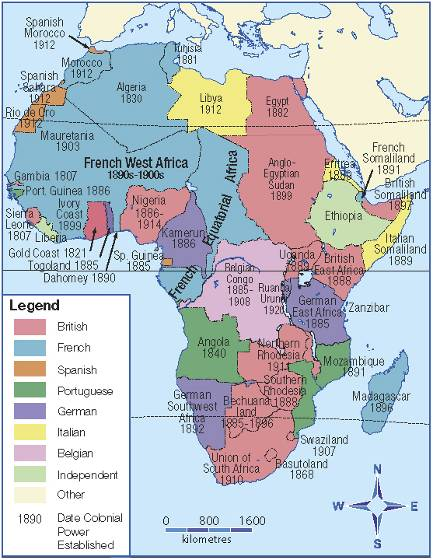 Spanish
Morocco
1912
Tunisia
1881
Morocco
1912
Algeria
1830
Spanish
Sahara
1912
Rio de Oro
1912
Libya
1912
Egypt
1882
Mauretania
1903
French West Africa
1890s-1900s
French Equatorial Africa
Anglo-
Egyptian
Sudan
1899
Eritrea
French
Somaliland
1891
British
Somaliland
1897
Ethiopia
Italian
Somaliland
1889
Gambia 1807
Port. Guinea 1886
Ivory
Coast
1899
Sierra
Leone
1807
Liberia
Gold Coast 1821
Togoland 1885
Dahomey 1890
Nigeria
1886-
1914
Kamerun
1886
Sp. Guinea
1885
Belgian
Congo
1885-
1908
Uganda
British
East Africa
1888
Ruanda
Urundi
1920
German
East Africa
1885
Zanzibar
Angola
1840
Northern
Rhodesia
1911
Southern
Rhodesia
1888
Mozambique
1891
Madagascar
1896
German
Southwest
Africa
1892
Bechuana
land
1885-1896
Swaziland
1907
Basutoland
1868
Union of
South Africa
1910
Legend
British
French
Spanish
Portuguese
German
Italian
Belgian
Independent
Other
1890 Date Colonial
Power
Established
0 800 1600
kilometres
N
W E
S